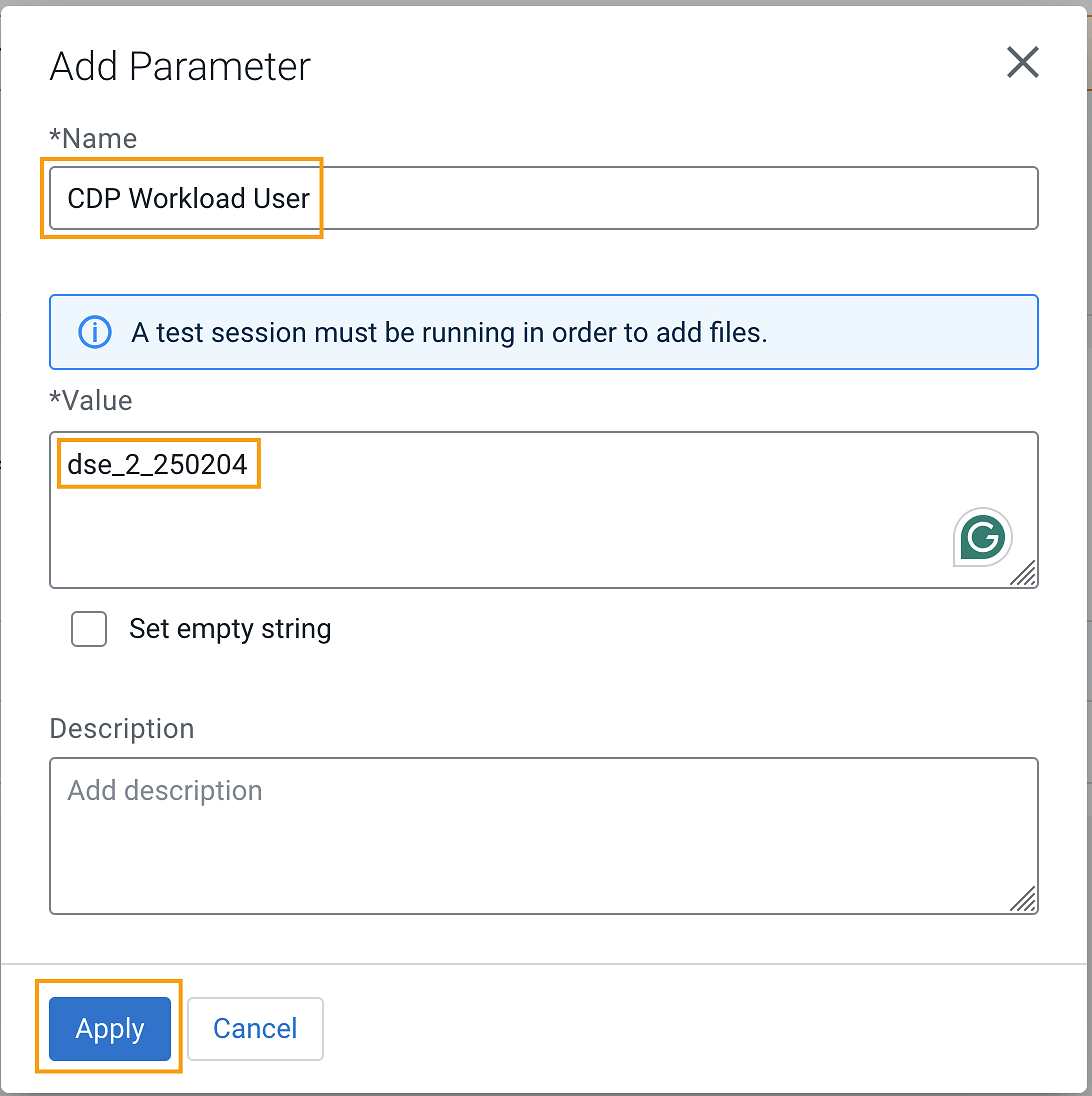 Add Parameter
*Name
CDP Workload User
A test session must be running in order to add files.
*Value
dse_2_250204
Set empty string
Description
Add description
Apply
Cancel